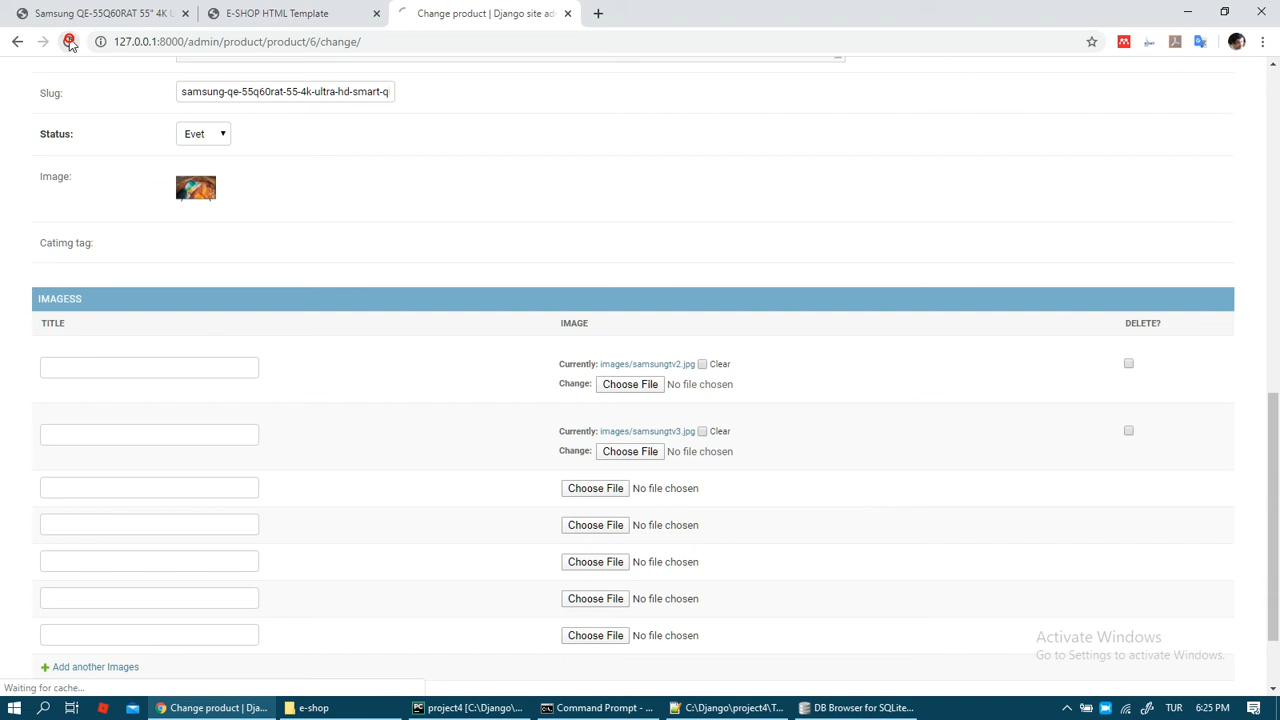 Samsung QE-55Q60RAT 55" 4K U
E-SHOP HTML Template
Change product | Django site ad
127.0.0.1:8000/admin/product/product/6/change/
Slug:
samsung-qe-55q60rat-55-4k-ultra-hd-smart-q
Status:
Evet
Image:
Catimg tag:
IMAGESS
TITLE
IMAGE
DELETE?
Currently: images/samsungtv2.jpg Clear
Change: Choose File No file chosen
Currently: images/samsungtv3.jpg Clear
Change: Choose File No file chosen
Choose File No file chosen
Choose File No file chosen
Choose File No file chosen
Choose File No file chosen
Choose File No file chosen
Add another Images
Activate Windows
Go to Settings to activate Windows.
Waiting for cache...
Change product | Dja...
e-shop
project4 [C:\Django\...
Command Prompt - ...
C:\Django\project4\T...
DB Browser for SQLite...
TUR
6:25 PM